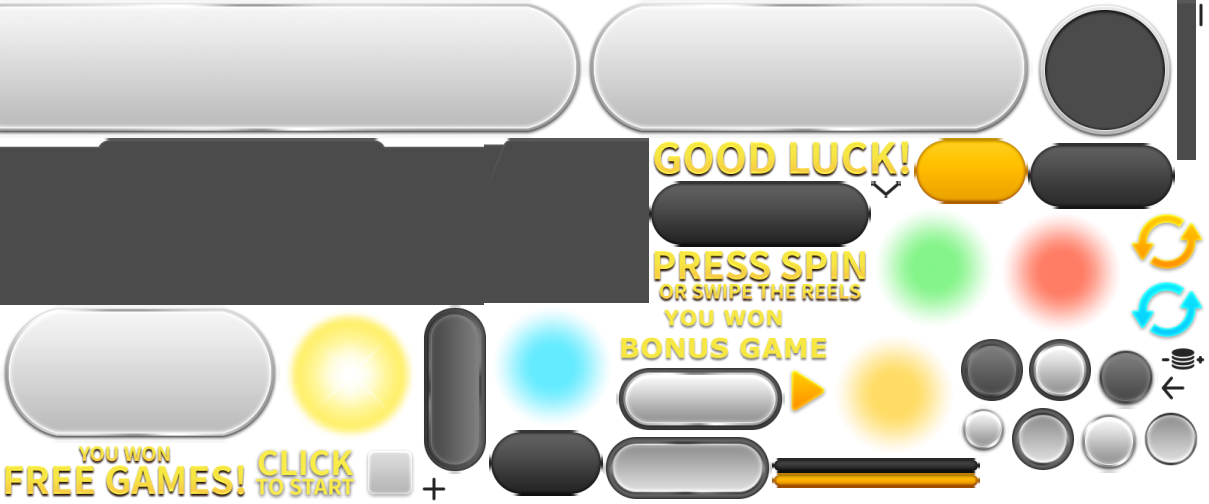 GOOD LUCK!
PRESS SPIN
OR SWIPE THE REELS
YOU WON
BONUS GAME
YOU WON
FREE GAMES!
CLICK
TO START